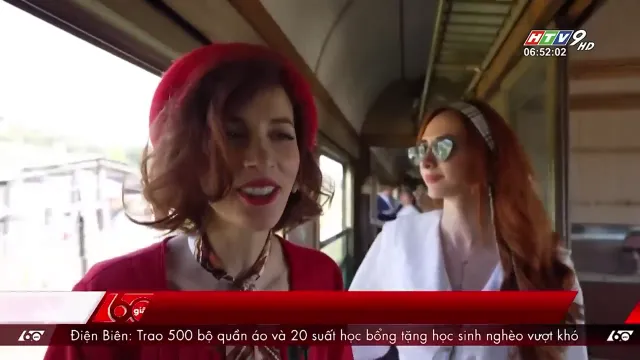 HTV9 HD
06:52:02
60 giây
Điện Biên: Trao 500 bộ quần áo và 20 suất học bổng tặng học sinh nghèo vượt khó